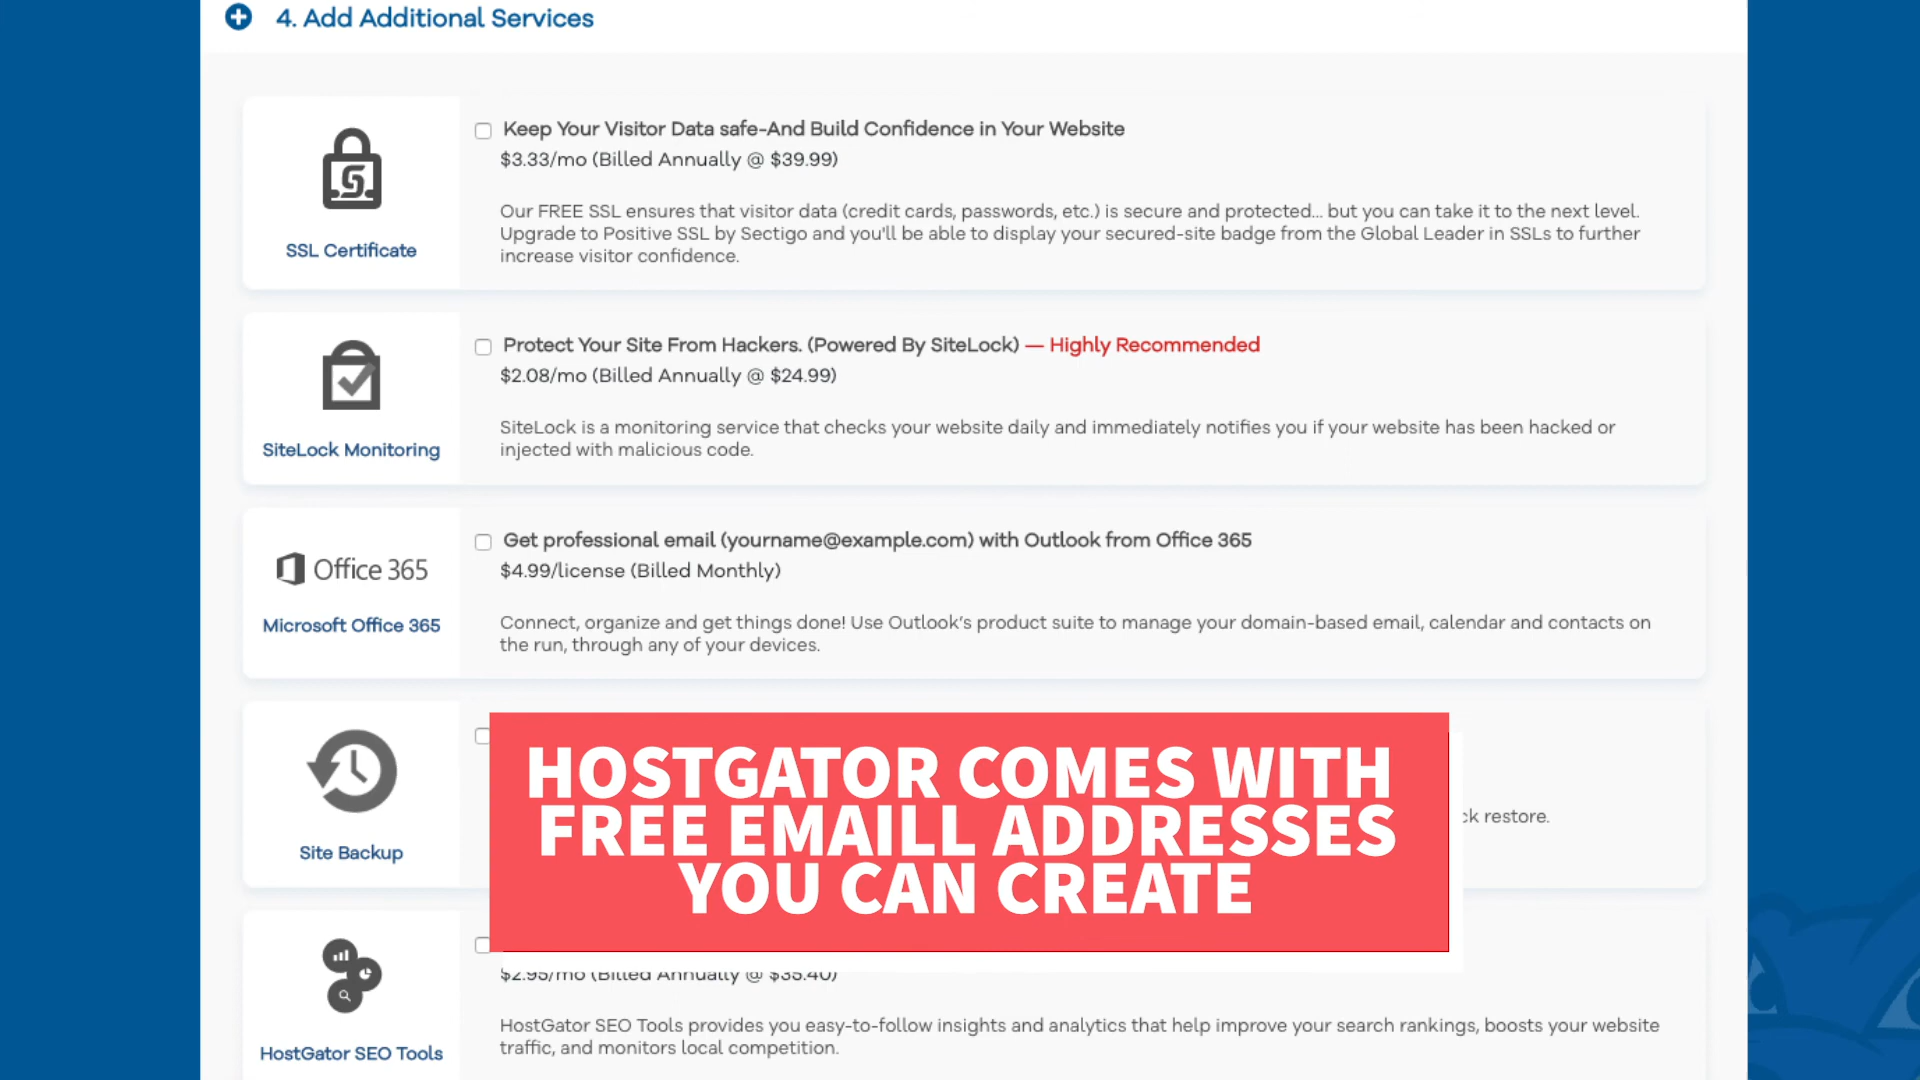 4. Add Additional Services
Keep Your Visitor Data safe-And Build Confidence in Your Website
$3.33/mo (Billed Annually @ $39.99)
Our FREE SSL ensures that visitor data (credit cards, passwords, etc.) is secure and protected... but you can take it to the next level.
Upgrade to Positive SSL by Sectigo and you'll be able to display your secured-site badge from the Global Leader in SSLs to further
increase visitor confidence.
SSL Certificate
Protect Your Site From Hackers. (Powered By SiteLock) — Highly Recommended
$2.08/mo (Billed Annually @ $24.99)
SiteLock is a monitoring service that checks your website daily and immediately notifies you if your website has been hacked or
injected with malicious code.
SiteLock Monitoring
Get professional email (yourname@example.com) with Outlook from Office 365
$4.99/license (Billed Monthly)
Connect, organize and get things done! Use Outlook's product suite to manage your domain-based email, calendar and contacts on
the run, through any of your devices.
Office 365
Microsoft Office 365
HOSTGATOR COMES WITH
FREE EMAILL ADDRESSES
YOU CAN CREATE
restore.
Site Backup
$2.95/mo (Billed Annually @ $35.40)
HostGator SEO Tools provides you easy-to-follow insights and analytics that help improve your search rankings, boosts your website
traffic, and monitors local competition.
HostGator SEO Tools